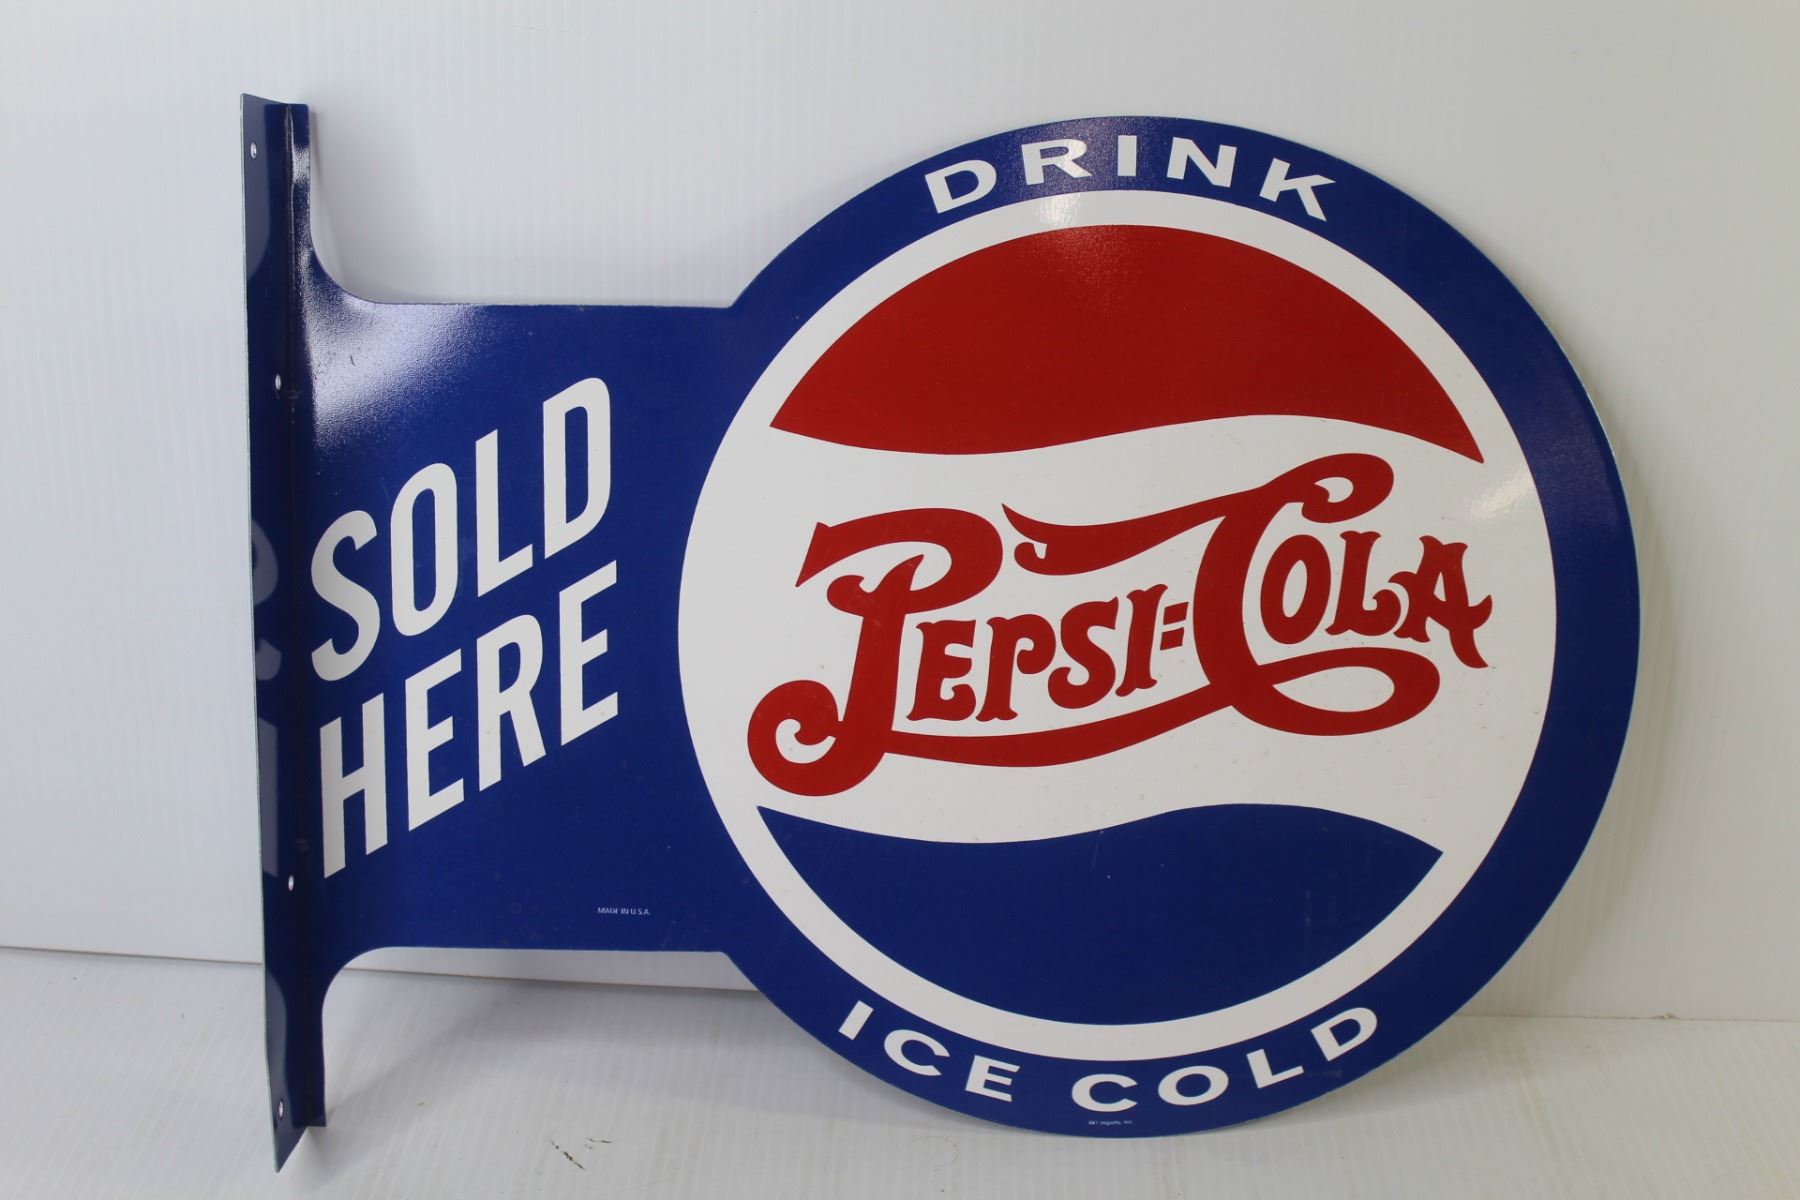 DRINK
SOLD
HERE
PEPSI=COLA
MADE IN U.S.A.
ICE COLD